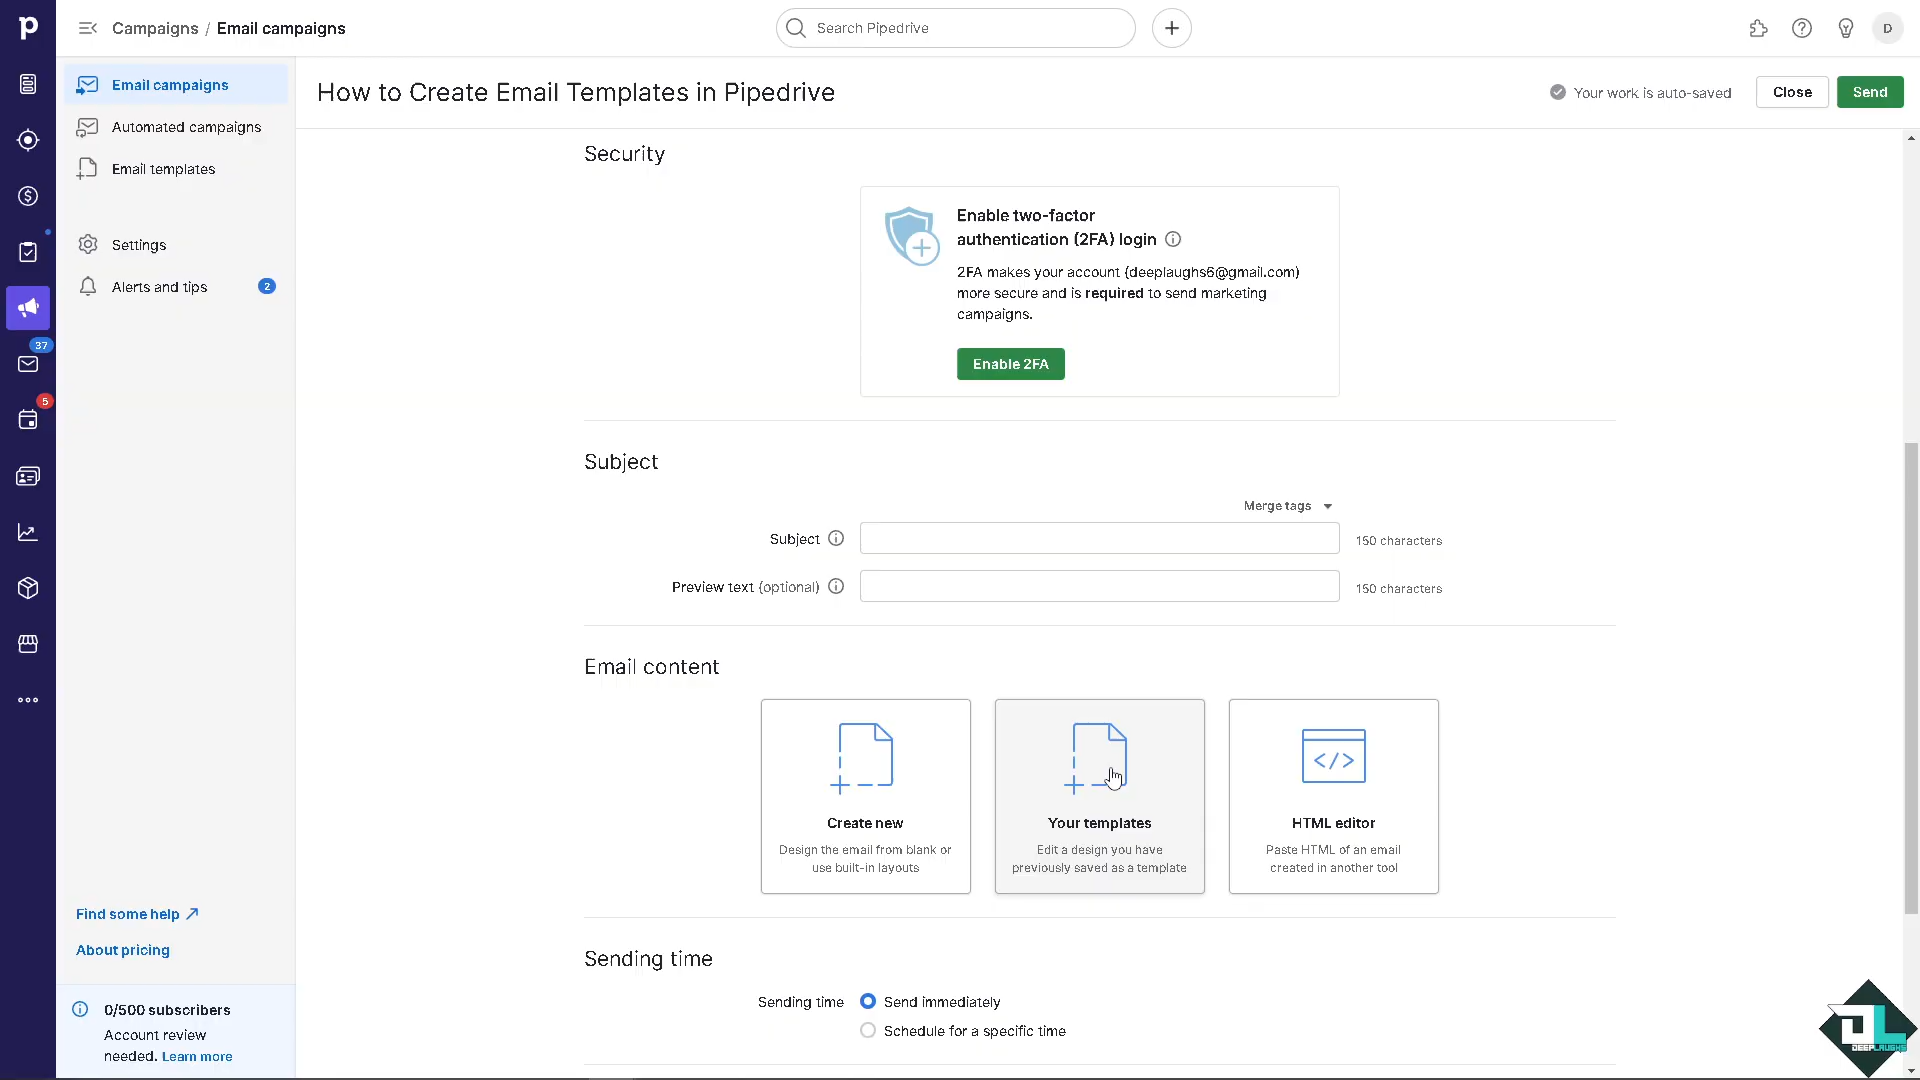 Campaigns / Email campaigns
Search Pipedrive
D
Email campaigns
Automated campaigns
Email templates
Settings
Alerts and tips 2
37
5
How to Create Email Templates in Pipedrive
Your work is auto-saved
Close
Send
Security
Enable two-factor
authentication (2FA) login
2FA makes your account (deeplaughs6@gmail.com)
more secure and is required to send marketing
campaigns.
Enable 2FA
Subject
Merge tags
Subject
150 characters
Preview text (optional)
150 characters
Email content
Create new
Design the email from blank or
use built-in layouts
Your templates
Edit a design you have
previously saved as a template
HTML editor
Paste HTML of an email
created in another tool
Sending time
Sending time
Send immediately
Schedule for a specific time
Find some help
About pricing
0/500 subscribers
Account review
needed. Learn more
DEEPLAUGHS